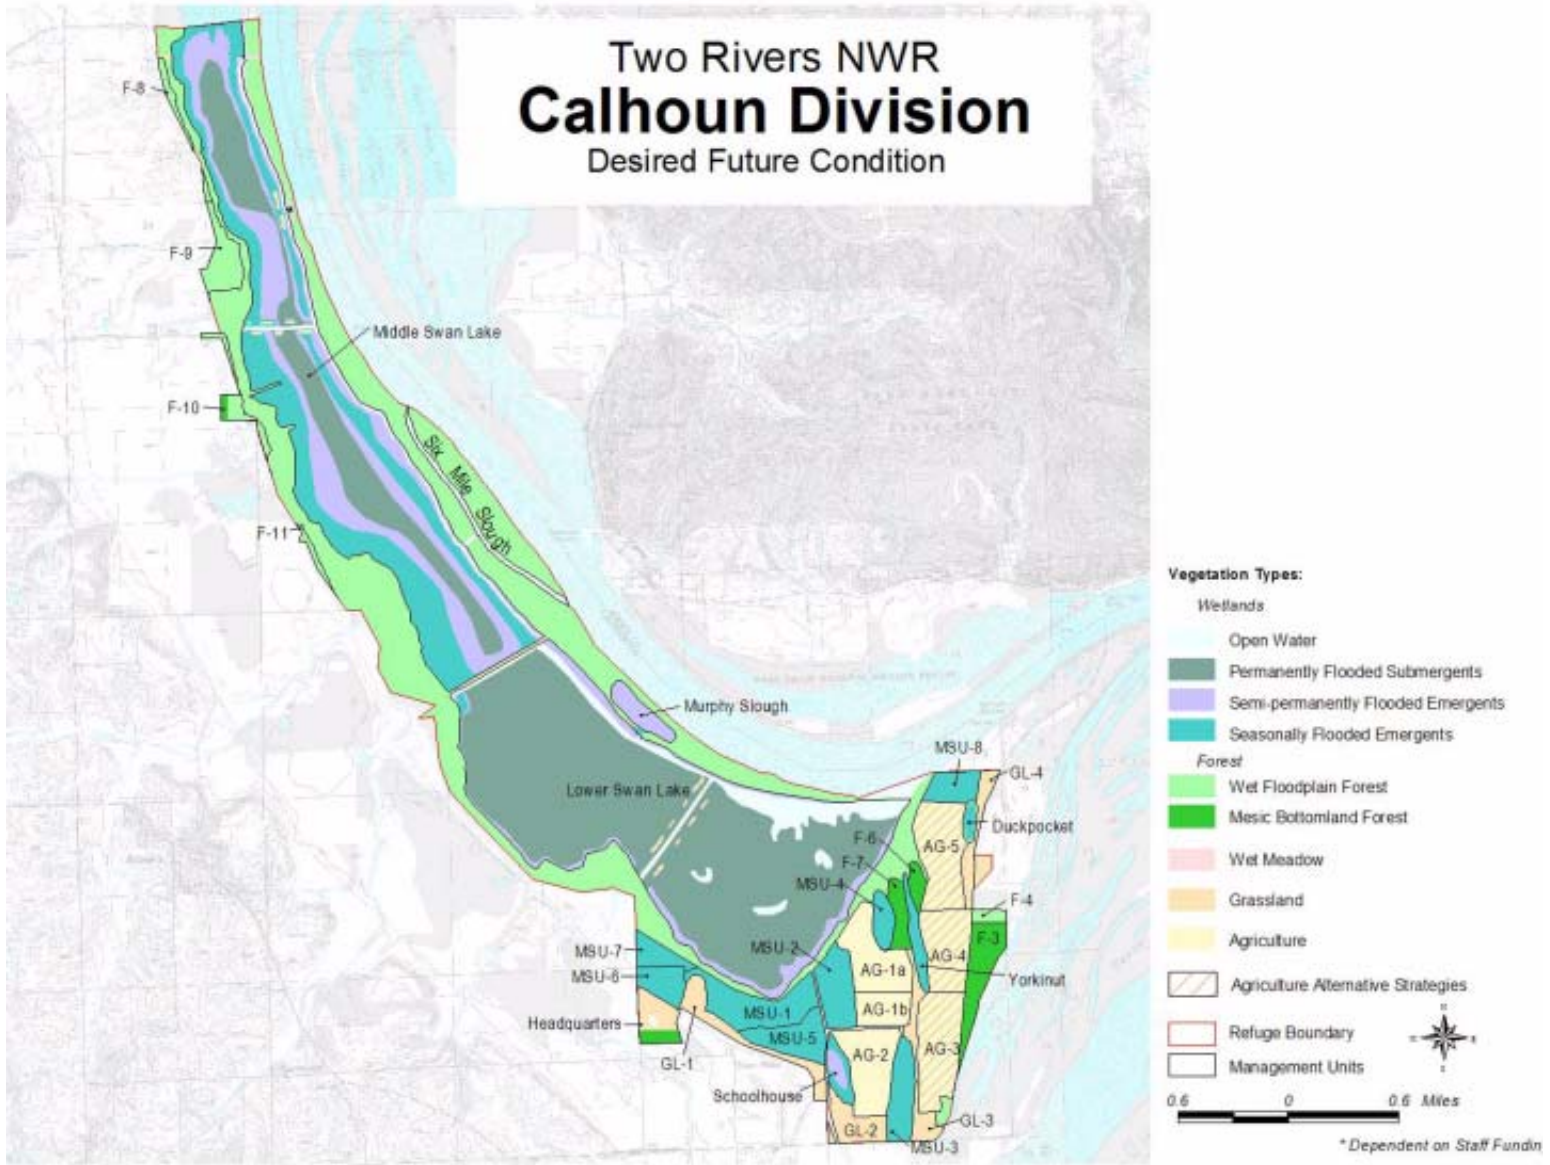 Two Rivers NWR
Calhoun Division
Desired Future Condition
F-8
F-9
Middle Swan Lake
F-10
Six Mile Slough
F-11
Murphy Slough
MSU-8
GL-4
Lower Swan Lake
Duckpocket
F-6
AG-5
F-7
MSU-4
F-4
F-3
MSU-2
MSU-7
AG-4
AG-1a
MSU-6
Yorkinut
AG-1b
MSU-1
Headquarters
MSU-5
AG-3
AG-2
GL-1
Schoolhouse
GL-3
GL-2
MSU-3
Vegetation Types:
Wetlands
Open Water
Permanently Flooded Submergents
Semi-permanently Flooded Emergents
Seasonally Flooded Emergents
Forest
Wet Floodplain Forest
Mesic Bottomland Forest
Wet Meadow
Grassland
Agriculture
Agriculture Alternative Strategies
Refuge Boundary
Management Units
0.6 0 0.6 Miles
* Dependent on Staff Fundin